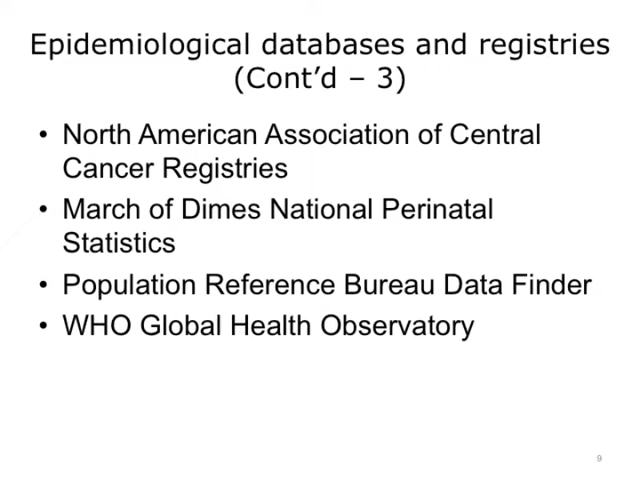 Epidemiological databases and registries
(Cont’d – 3)
• North American Association of Central
Cancer Registries
• March of Dimes National Perinatal
Statistics
• Population Reference Bureau Data Finder
• WHO Global Health Observatory
9